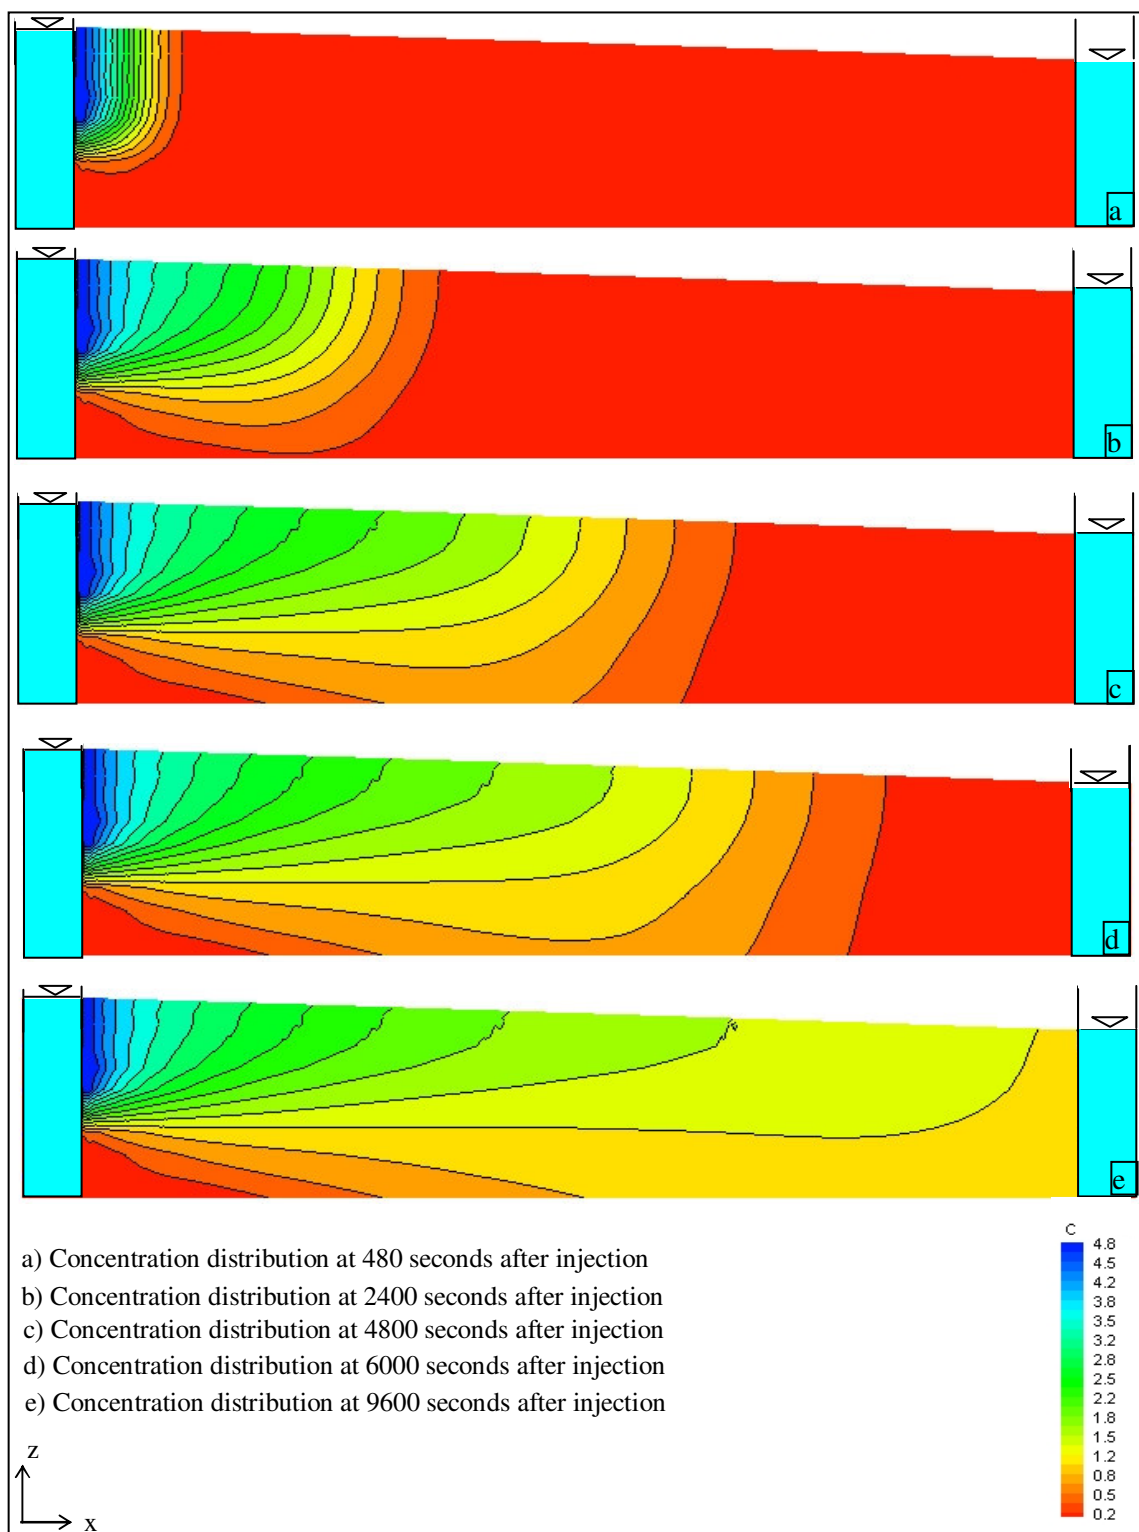 a
b
c
d
e
a) Concentration distribution at 480 seconds after injection
b) Concentration distribution at 2400 seconds after injection
c) Concentration distribution at 4800 seconds after injection
d) Concentration distribution at 6000 seconds after injection
e) Concentration distribution at 9600 seconds after injection
C
4.8
4.5
4.2
3.8
3.5
3.2
2.8
2.5
2.2
1.8
1.5
1.2
0.8
0.5
0.2
z
x